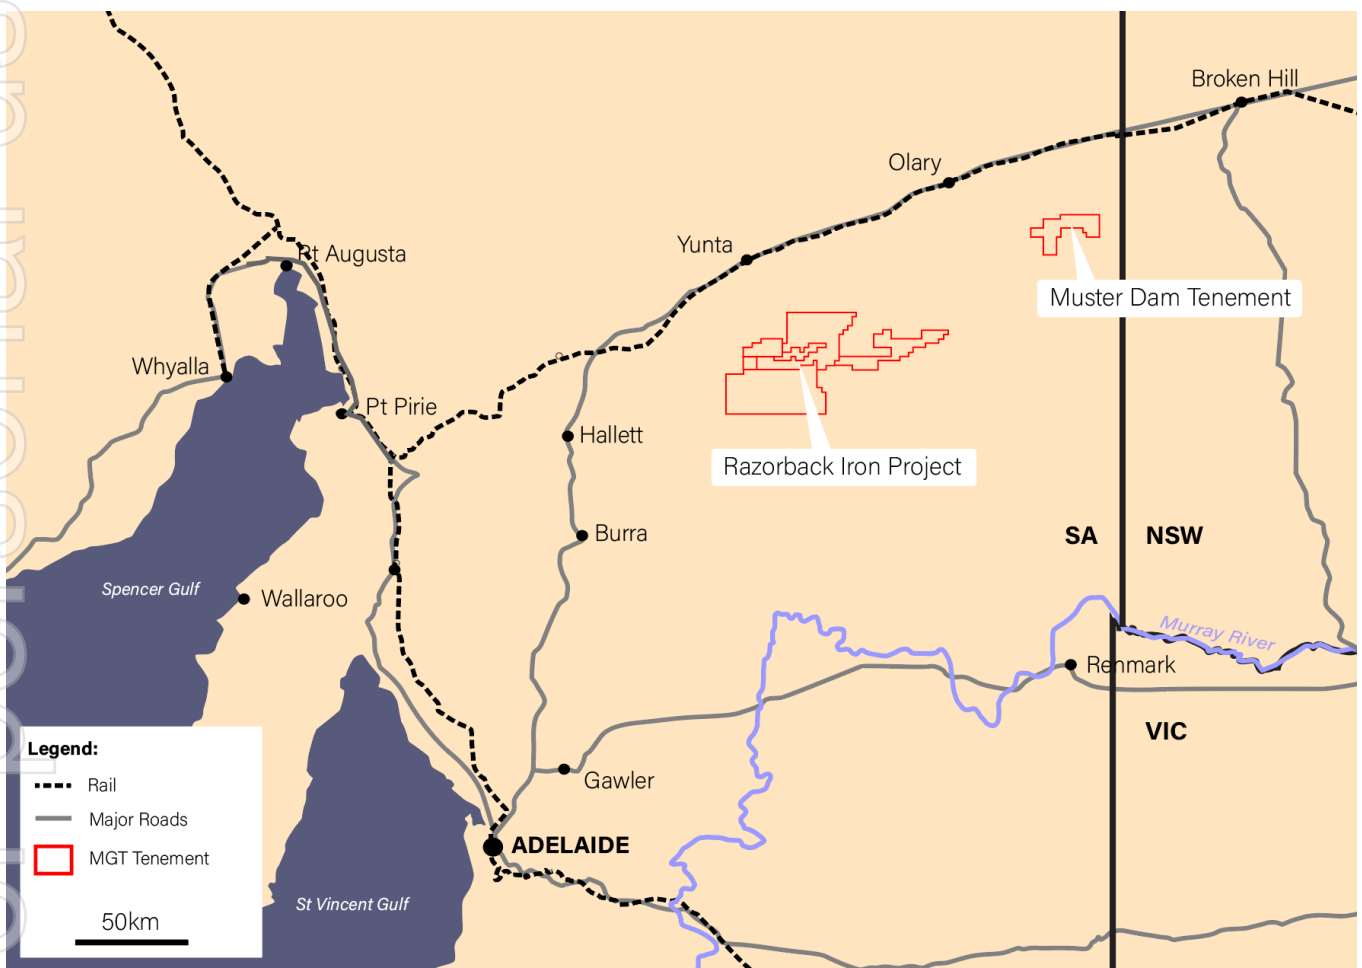 Broken Hill
Olary
Yunta
Pt Augusta
Muster Dam Tenement
Whyalla
Pt Pirie
Hallett
Razorback Iron Project
Burra
SA
NSW
Spencer Gulf
Wallaroo
Murray River
Renmark
VIC
Legend:
Rail
Major Roads
MGT Tenement
50km
Gawler
ADELAIDE
St Vincent Gulf